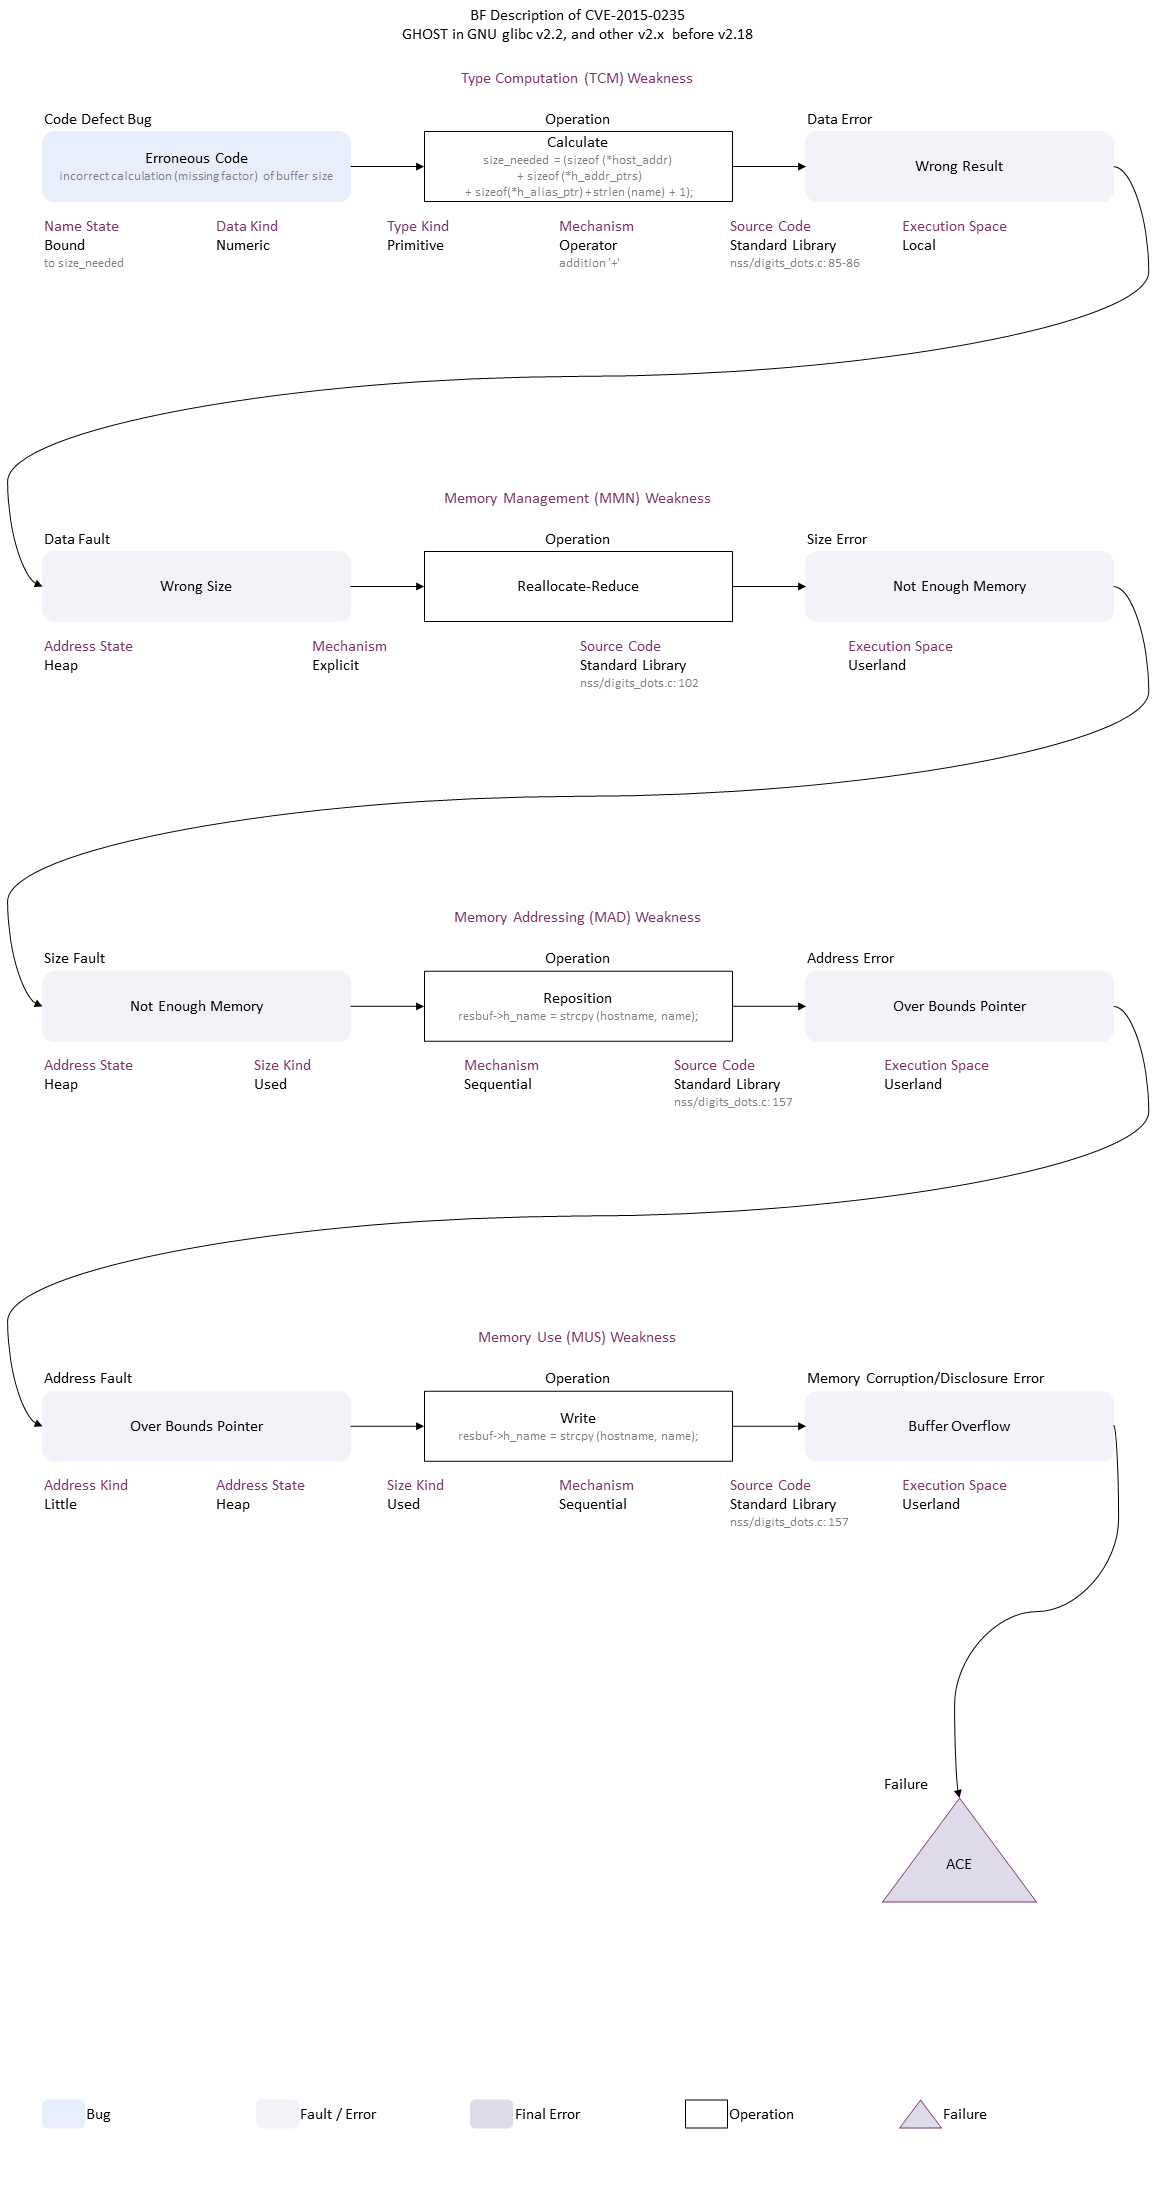 BF Description of CVE-2015-0235
GHOST in GNU glibc v2.2, and other v2.x before v2.18
Type Computation (TCM) Weakness
Code Defect Bug
Operation
Data Error
Erroneous Code
incorrect calculation (missing factor) of buffer size
Calculate
size_needed = (sizeof (*host_addr)
+ sizeof (*h_addr_ptrs)
+ sizeof(*h_alias_ptr) + strlen (name) + 1);
Wrong Result
Name State
Bound
to size_needed
Data Kind
Numeric
Type Kind
Primitive
Mechanism
Operator
addition '+'
Source Code
Standard Library
nss/digits_dots.c: 85-86
Execution Space
Local
Memory Management (MMN) Weakness
Data Fault
Operation
Size Error
Wrong Size
Reallocate-Reduce
Not Enough Memory
Address State
Heap
Mechanism
Explicit
Source Code
Standard Library
nss/digits_dots.c: 102
Execution Space
Userland
Memory Addressing (MAD) Weakness
Size Fault
Operation
Address Error
Not Enough Memory
Reposition
resbuf->h_name = strcpy (hostname, name);
Over Bounds Pointer
Address State
Heap
Size Kind
Used
Mechanism
Sequential
Source Code
Standard Library
nss/digits_dots.c: 157
Execution Space
Userland
Memory Use (MUS) Weakness
Address Fault
Operation
Memory Corruption/Disclosure Error
Over Bounds Pointer
Write
resbuf->h_name = strcpy (hostname, name);
Buffer Overflow
Address Kind
Little
Address State
Heap
Size Kind
Used
Mechanism
Sequential
Source Code
Standard Library
nss/digits_dots.c: 157
Execution Space
Userland
Failure
ACE
Bug
Fault / Error
Final Error
Operation
Failure